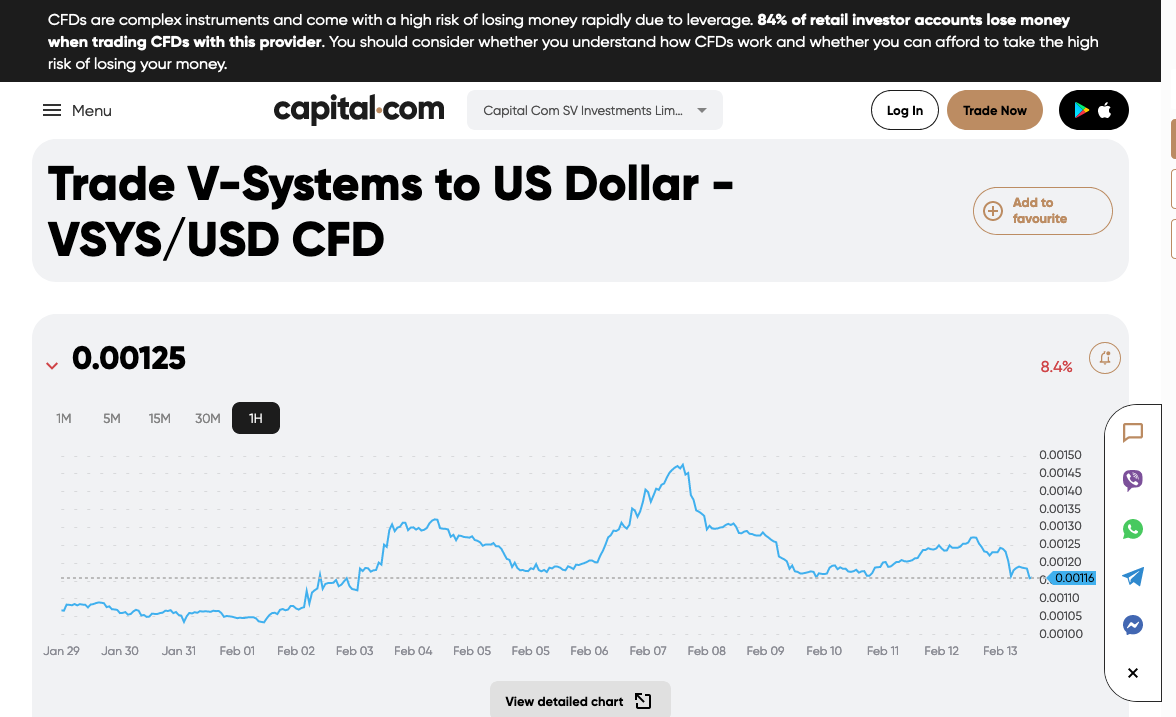 CFDs are complex instruments and come with a high risk of losing money rapidly due to leverage. 84% of retail investor accounts lose money
when trading CFDs with this provider. You should consider whether you understand how CFDs work and whether you can afford to take the high
risk of losing your money.
Menu
capital.com
Capital Com SV Investments Lim...
Log In
Trade Now
Trade V-Systems to US Dollar -
VSYS/USD CFD
Add to
favourite
0.00125
8.4%
1M 5M 15M 30M 1H
0.00150
0.00145
0.00140
0.00135
0.00130
0.00125
0.00120
0.00116
0.00110
0.00105
0.00100
Jan 29 Jan 30 Jan 31 Feb 01 Feb 02 Feb 03 Feb 04 Feb 05 Feb 05 Feb 06 Feb 07 Feb 08 Feb 09 Feb 10 Feb 11 Feb 12 Feb 13
View detailed chart